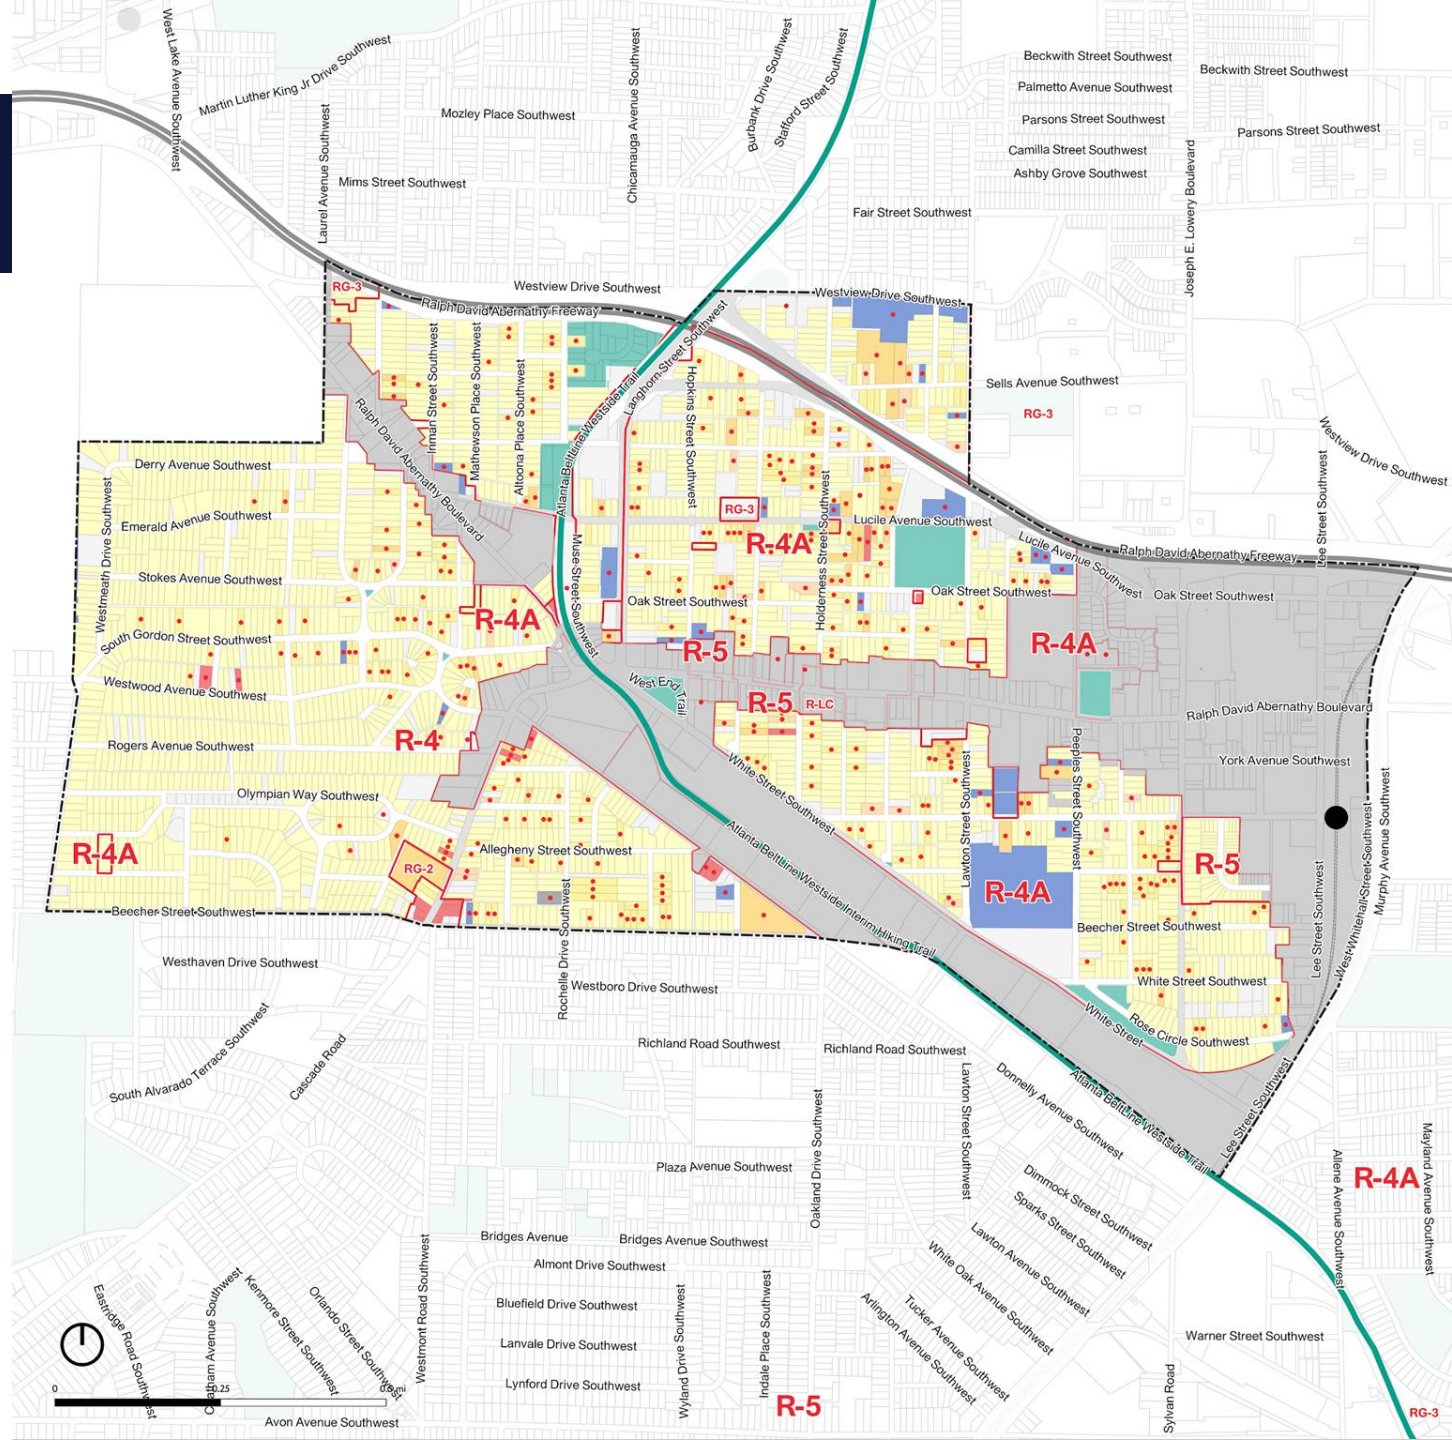 West Lake Avenue Southwest
Martin Luther King Jr Drive Southwest
Laurel Avenue Southwest
Mozley Place Southwest
Mims Street Southwest
Chicamauga Avenue Southwest
Burbank Drive Southwest
Stafford Street Southwest
Beckwith Street Southwest
Beckwith Street Southwest
Palmetto Avenue Southwest
Parsons Street Southwest
Parsons Street Southwest
Camilla Street Southwest
Ashby Grove Southwest
Joseph E. Lowery Boulevard
Fair Street Southwest
Westview Drive Southwest
Westview Drive Southwest
RG-3
Ralph David Abernathy Freeway
Inman Street Southwest
Mathewson Place Southwest
Altoona Place Southwest
Atlanta BeltLine Westside Trail
Langhorn Street Southwest
Hopkins Street Southwest
Sells Avenue Southwest
RG-3
Westview Drive Southwest
Lee Street Southwest
Ralph David Abernathy Boulevard
Derry Avenue Southwest
Westmeath Drive Southwest
Emerald Avenue Southwest
Stokes Avenue Southwest
South Gordon Street Southwest
Westwood Avenue Southwest
Rogers Avenue Southwest
Olympian Way Southwest
RG-3
R-4A
Holderness Street Southwest
Lucile Avenue Southwest
Lucile Avenue Southwest
Ralph David Abernathy Freeway
Muse Street Southwest
Oak Street Southwest
Oak Street Southwest
Oak Street Southwest
R-4A
R-4A
R-5
R-5
R-LC
R-4
West End Trail
Ralph David Abernathy Boulevard
York Avenue Southwest
Peeples Street Southwest
White Street Southwest
Lawton Street Southwest
Murphy Avenue Southwest
West Whitehall Street Southwest
Lee Street Southwest
R-4A
RG-2
Allegheny Street Southwest
Atlanta BeltLine Westside Interim Hiking Trail
R-4A
R-5
Beecher Street Southwest
Beecher Street Southwest
Rochelle Drive Southwest
Westhaven Drive Southwest
Westboro Drive Southwest
White Street Southwest
Rose Circle Southwest
White Street
South Alvarado Terrace Southwest
Cascade Road
Richland Road Southwest
Richland Road Southwest
Lawton Street Southwest
Donnelly Avenue Southwest
Atlanta BeltLine Westside Trail
Lee Street Southwest
Plaza Avenue Southwest
Oakland Drive Southwest
Dimmock Street Southwest
Sparks Street Southwest
Lawton Avenue Southwest
White Oak Avenue Southwest
Tucker Avenue Southwest
Arlington Avenue Southwest
Allene Avenue Southwest
R-4A
Mayland Avenue Southwest
Bridges Avenue
Bridges Avenue Southwest
Almont Drive Southwest
Bluefield Drive Southwest
Lanvale Drive Southwest
Lynford Drive Southwest
Westmont Road Southwest
Wyland Drive Southwest
Indale Place Southwest
R-5
Warner Street Southwest
Sylvan Road
RG-3
Eastridge Road Southwest
Kenmore Street Southwest
Orlando Street Southwest
Avon Avenue Southwest
0
0.25